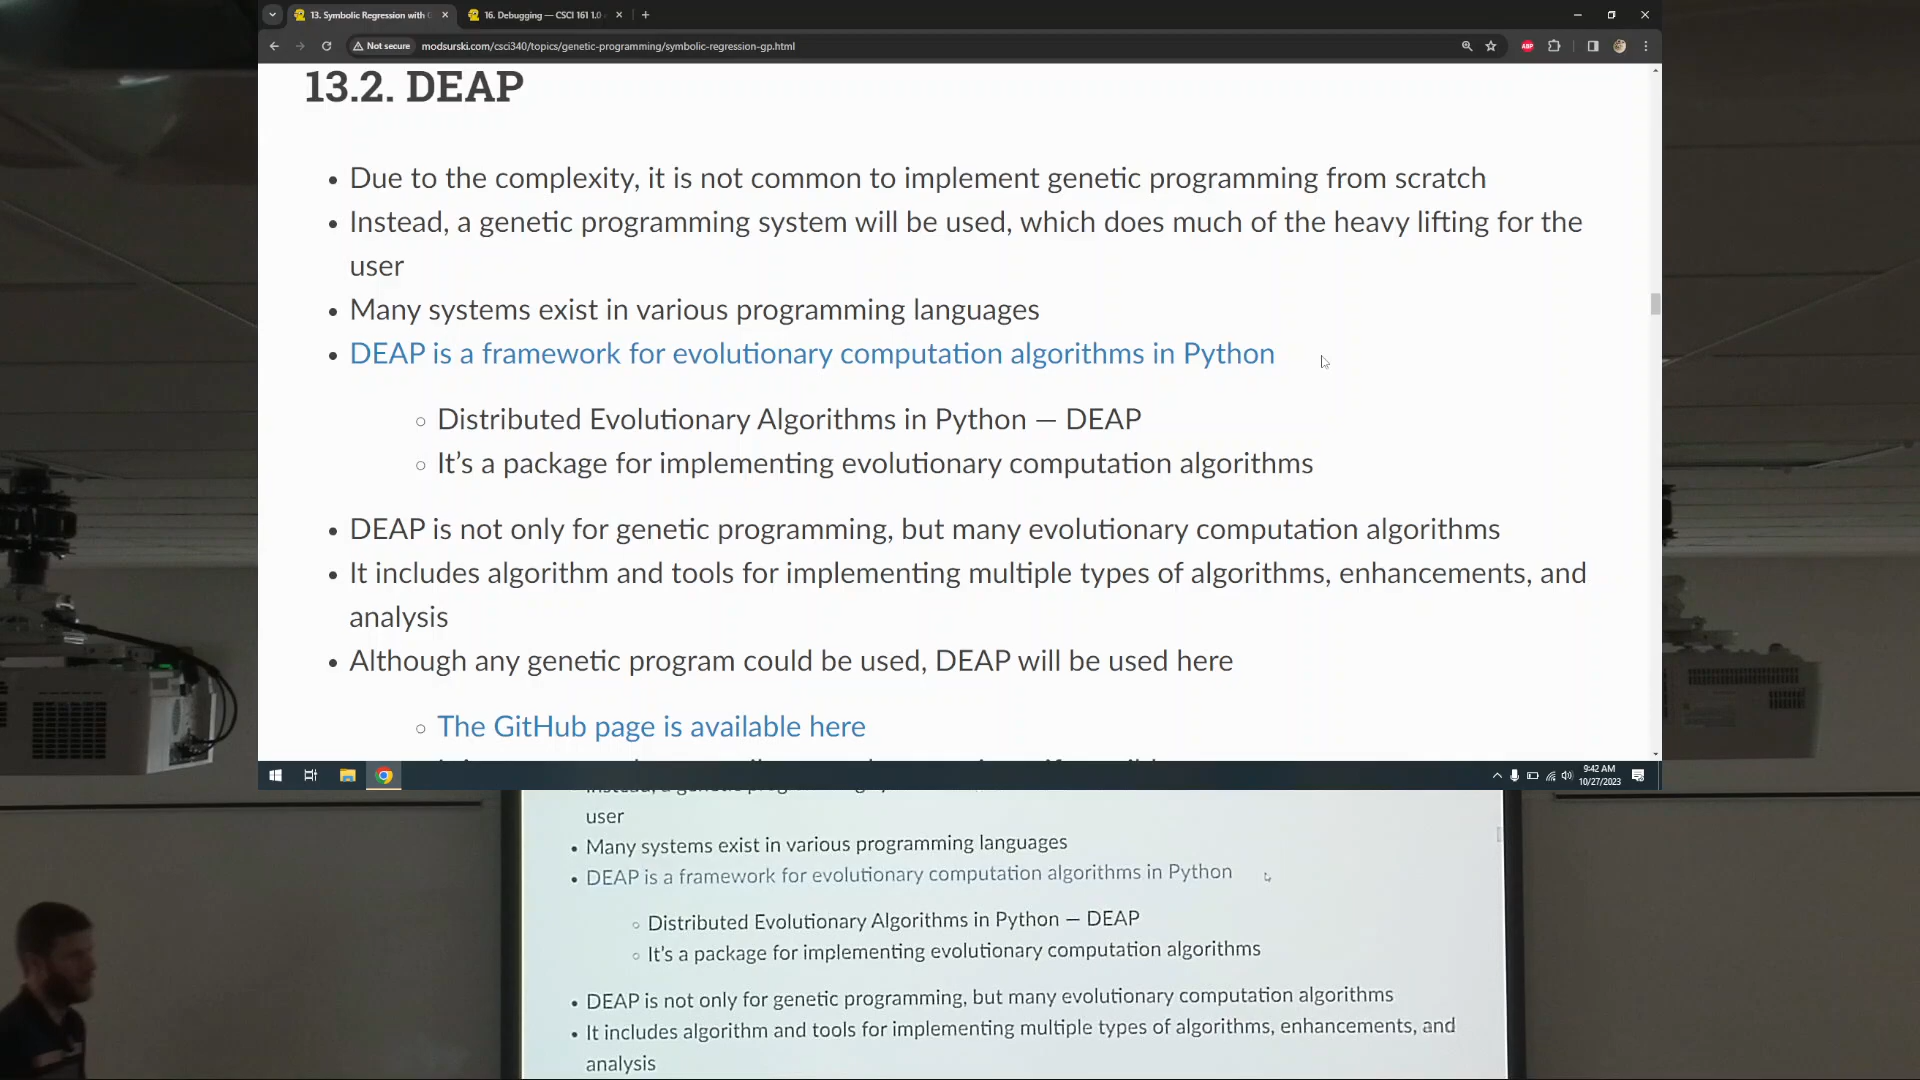 13. Symbolic Regression with
16. Debugging — CSCI 161 1.0
Not secure
modsurski.com/csci340/topics/genetic-programming/symbolic-regression-gp.html
ABP
13.2. DEAP
Due to the complexity, it is not common to implement genetic programming from scratch
Instead, a genetic programming system will be used, which does much of the heavy lifting for the
user
Many systems exist in various programming languages
DEAP is a framework for evolutionary computation algorithms in Python
Distributed Evolutionary Algorithms in Python — DEAP
It's a package for implementing evolutionary computation algorithms
DEAP is not only for genetic programming, but many evolutionary computation algorithms
It includes algorithm and tools for implementing multiple types of algorithms, enhancements, and
analysis
Although any genetic program could be used, DEAP will be used here
The GitHub page is available here
9:42 AM
10/27/2023
user
Many systems exist in various programming languages
DEAP is a framework for evolutionary computation algorithms in Python
Distributed Evolutionary Algorithms in Python — DEAP
It's a package for implementing evolutionary computation algorithms
DEAP is not only for genetic programming, but many evolutionary computation algorithms
It includes algorithm and tools for implementing multiple types of algorithms, enhancements, and
analysis